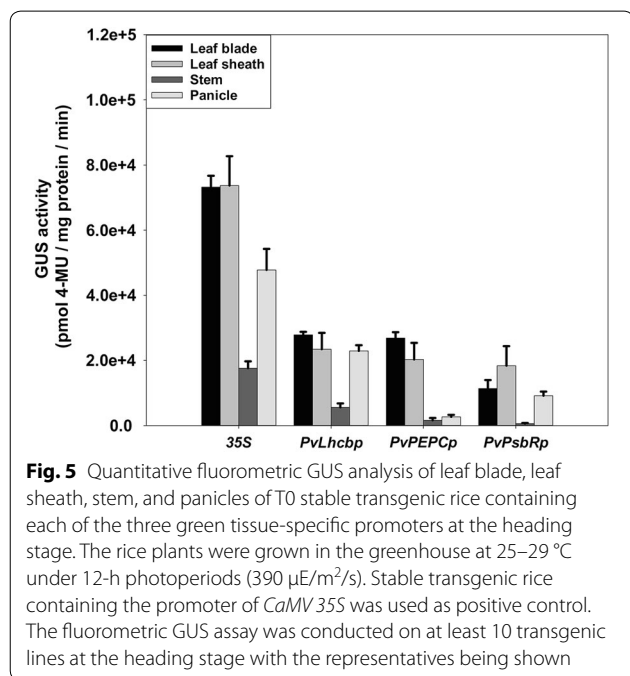 1.2e+5
1.0e+5
8.0e+4
6.0e+4
4.0e+4
2.0e+4
0.0
GUS activity
(pmol 4-MU / mg protein / min)
Leaf blade
Leaf sheath
Stem
Panicle
35S PvLhcbp PvPEPCp PvPsbRp
Fig. 5 Quantitative fluorometric GUS analysis of leaf blade, leaf
sheath, stem, and panicles of T0 stable transgenic rice containing
each of the three green tissue-specific promoters at the heading
stage. The rice plants were grown in the greenhouse at 25–29 °C
under 12-h photoperiods (390 μE/m²/s). Stable transgenic rice
containing the promoter of CaMV 35S was used as positive control.
The fluorometric GUS assay was conducted on at least 10 transgenic
lines at the heading stage with the representatives being shown